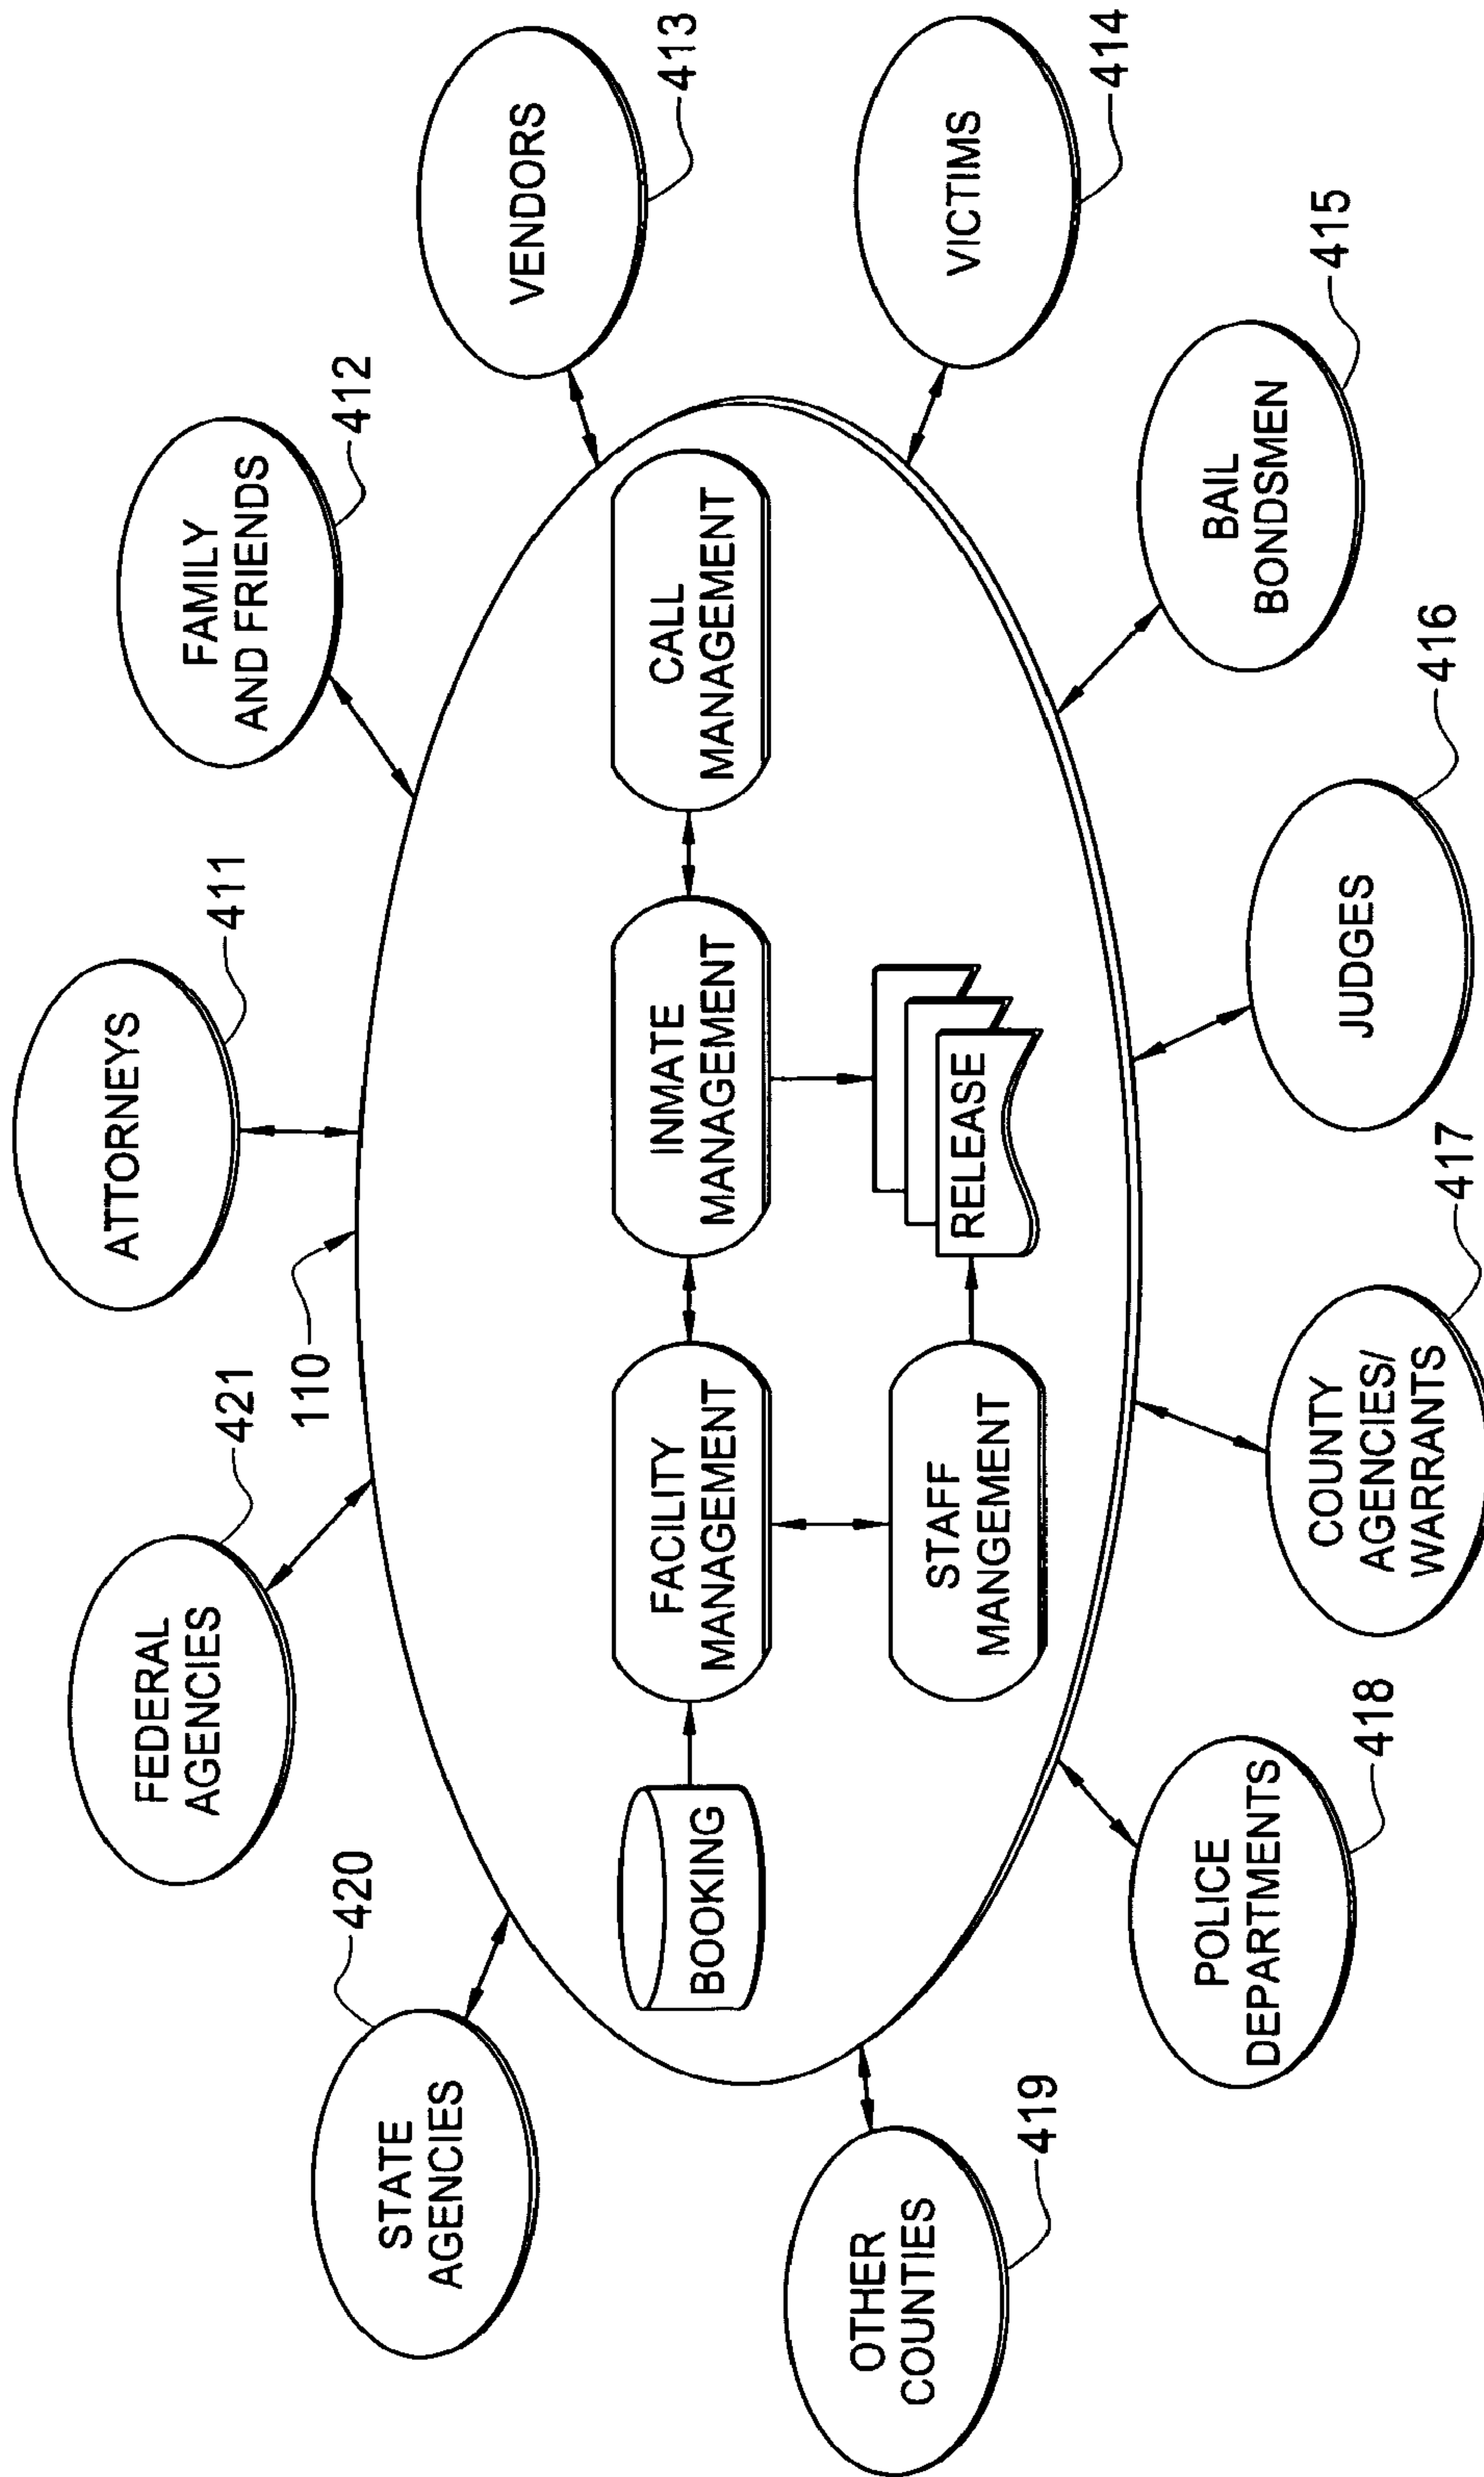 ATTORNEYS
411
FAMILY
AND FRIENDS
412
VENDORS
413
VICTIMS
414
BAIL
BONDSMEN
415
JUDGES
416
COUNTY
AGENCIES/
WARRANTS
417
POLICE
DEPARTMENTS
418
OTHER
COUNTIES
419
STATE
AGENCIES
420
FEDERAL
AGENCIES
421
110
BOOKING
FACILITY
MANAGEMENT
INMATE
MANAGEMENT
CALL
MANAGEMENT
STAFF
MANGEMENT
RELEASE